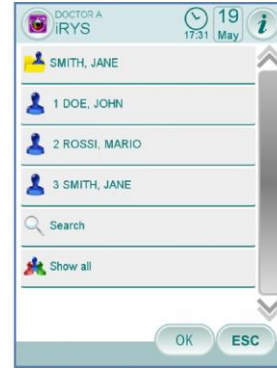 DOCTOR A
iRYS
17:31
19
May
i
SMITH, JANE
1 DOE, JOHN
2 ROSSI, MARIO
3 SMITH, JANE
Search
Show all
OK
ESC